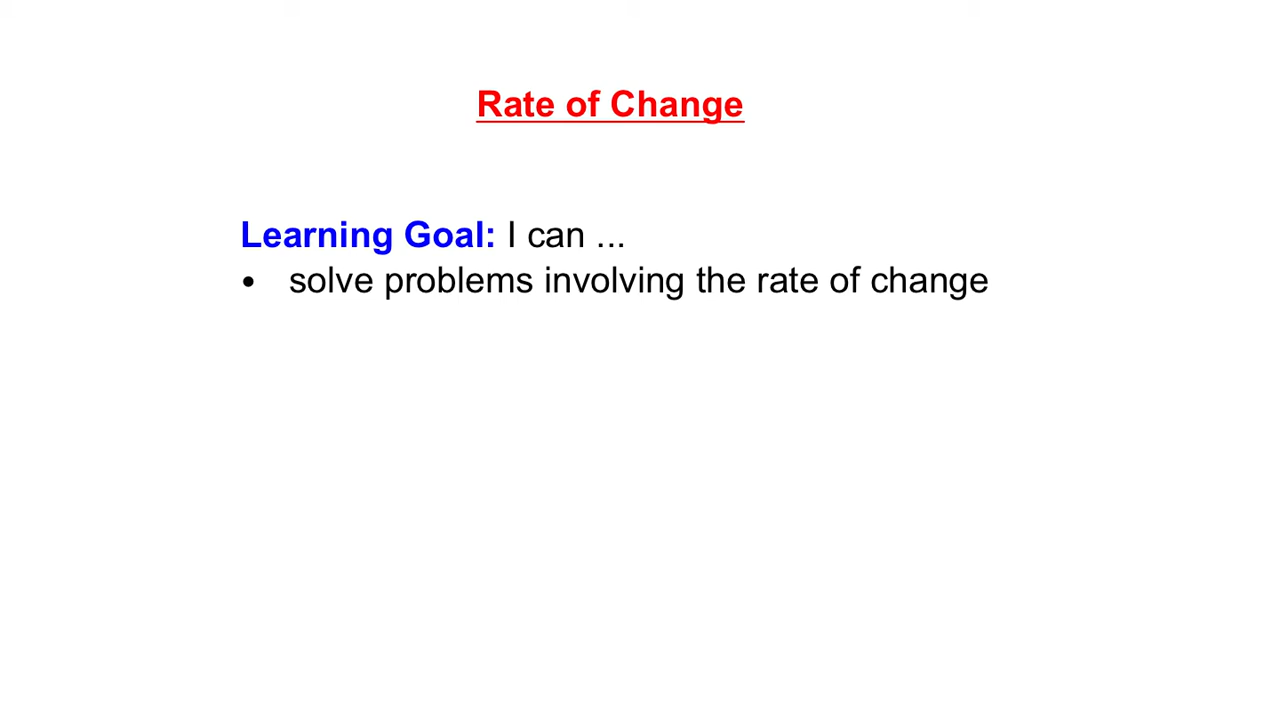 Rate of Change
Learning Goal: I can ...
• solve problems involving the rate of change